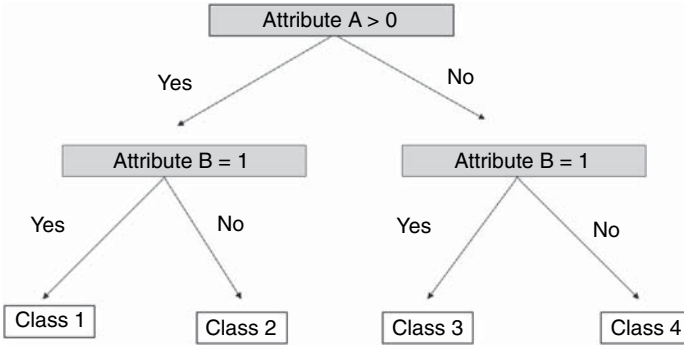 Attribute A > 0
Yes
No
Attribute B = 1
Attribute B = 1
Yes
No
Yes
No
Class 1
Class 2
Class 3
Class 4